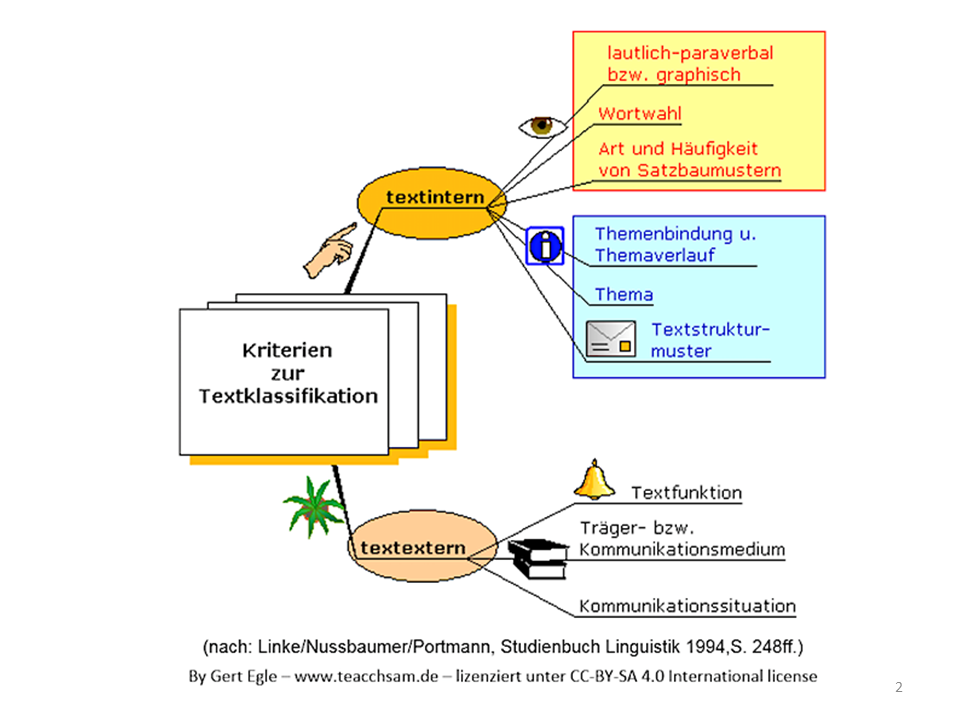 lautlich-paraverbal
bzw. graphisch
Wortwahl
Art und Häufigkeit
von Satzbaumustern
textintern
Themenbindung u.
Themaverlauf
Thema
Textstruktur-
muster
Kriterien
zur
Textklassifikation
Textfunktion
Träger- bzw.
Kommunikationsmedium
textextern
Kommunikationssituation
(nach: Linke/Nussbaumer/Portmann, Studienbuch Linguistik 1994,S. 248ff.)
By Gert Egle – www.teacchsam.de – lizenziert unter CC-BY-SA 4.0 International license
2